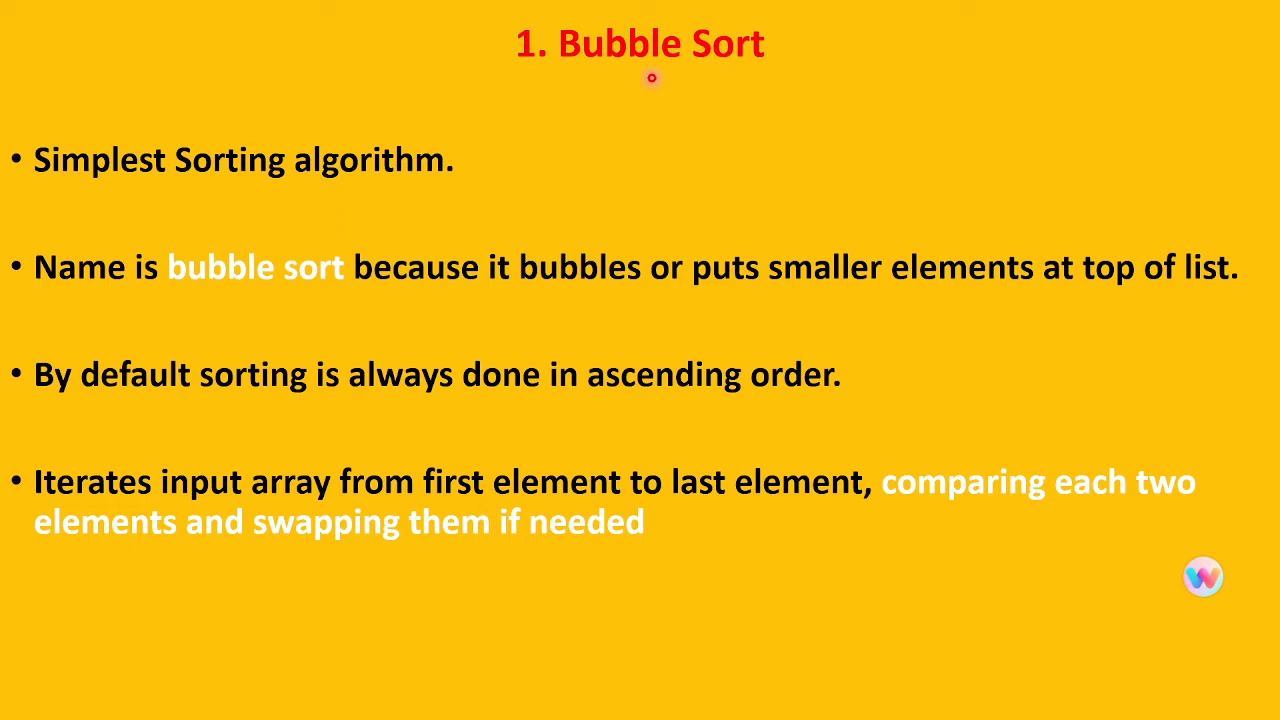 1. Bubble Sort
• Simplest Sorting algorithm.
• Name is bubble sort because it bubbles or puts smaller elements at top of list.
• By default sorting is always done in ascending order.
• Iterates input array from first element to last element, comparing each two
elements and swapping them if needed